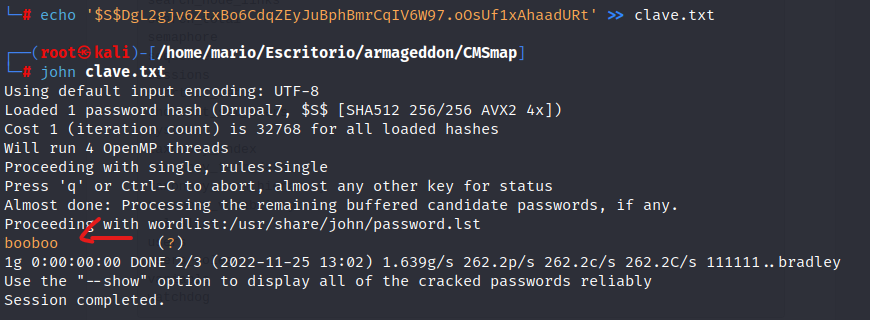 └─# echo '$S$DgL2gjv6ZtxBo6CdqZEyJuBphBmrCqIV6W97.oOsUf1xAhaadURt' >> clave.txt
┌──(root㉿kali)-[/home/mario/Escritorio/armageddon/CMSmap]
└─# john clave.txt
Using default input encoding: UTF-8
Loaded 1 password hash (Drupal7, $S$ [SHA512 256/256 AVX2 4x])
Cost 1 (iteration count) is 32768 for all loaded hashes
Will run 4 OpenMP threads
Proceeding with single, rules:Single
Press 'q' or Ctrl-C to abort, almost any other key for status
Almost done: Processing the remaining buffered candidate passwords, if any.
Proceeding with wordlist:/usr/share/john/password.lst
booboo (?)
1g 0:00:00:00 DONE 2/3 (2022-11-25 13:02) 1.639g/s 262.2p/s 262.2c/s 262.2C/s 111111..bradley
Use the "--show" option to display all of the cracked passwords reliably
Session completed.